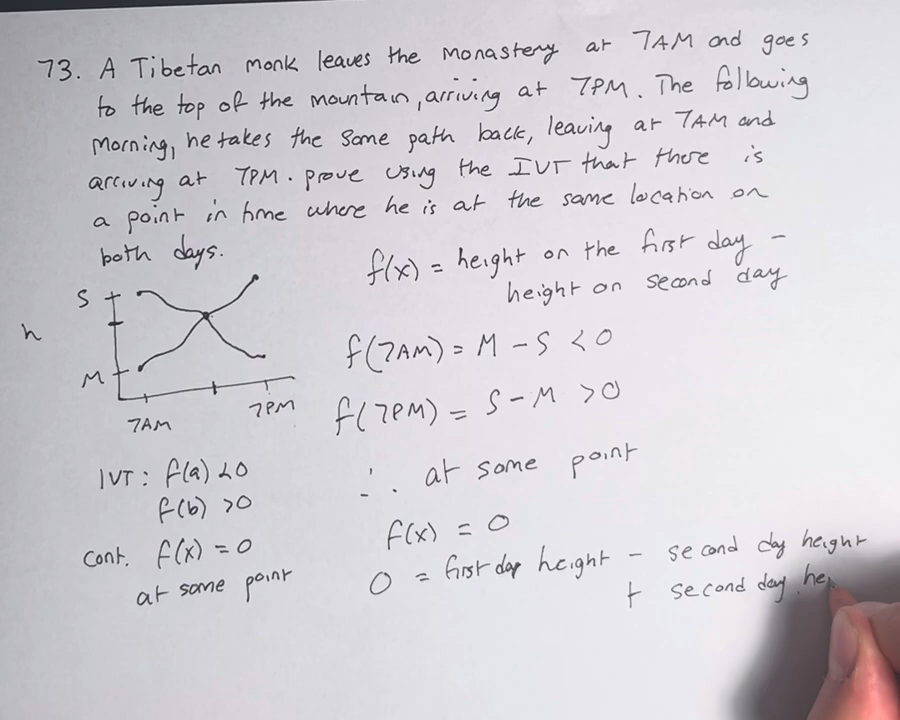 73. A Tibetan monk leaves the monastery at 7AM and goes
to the top of the mountain, arriving at 7PM. The following
morning, he takes the same path back, leaving at 7AM and
arriving at 7PM. prove using the IVT that there is
a point in time where he is at the same location on
both days.
f(x) = height on the first day -
height on second day
S
h
M
7AM
7PM
f(7AM) = M - S < 0
f(7PM) = S - M > 0
IVT: f(a) < 0
f(b) > 0
cont. f(x) = 0
at some point
∴ at some point
f(x) = 0
0 = first day height - second day height
+ second day he